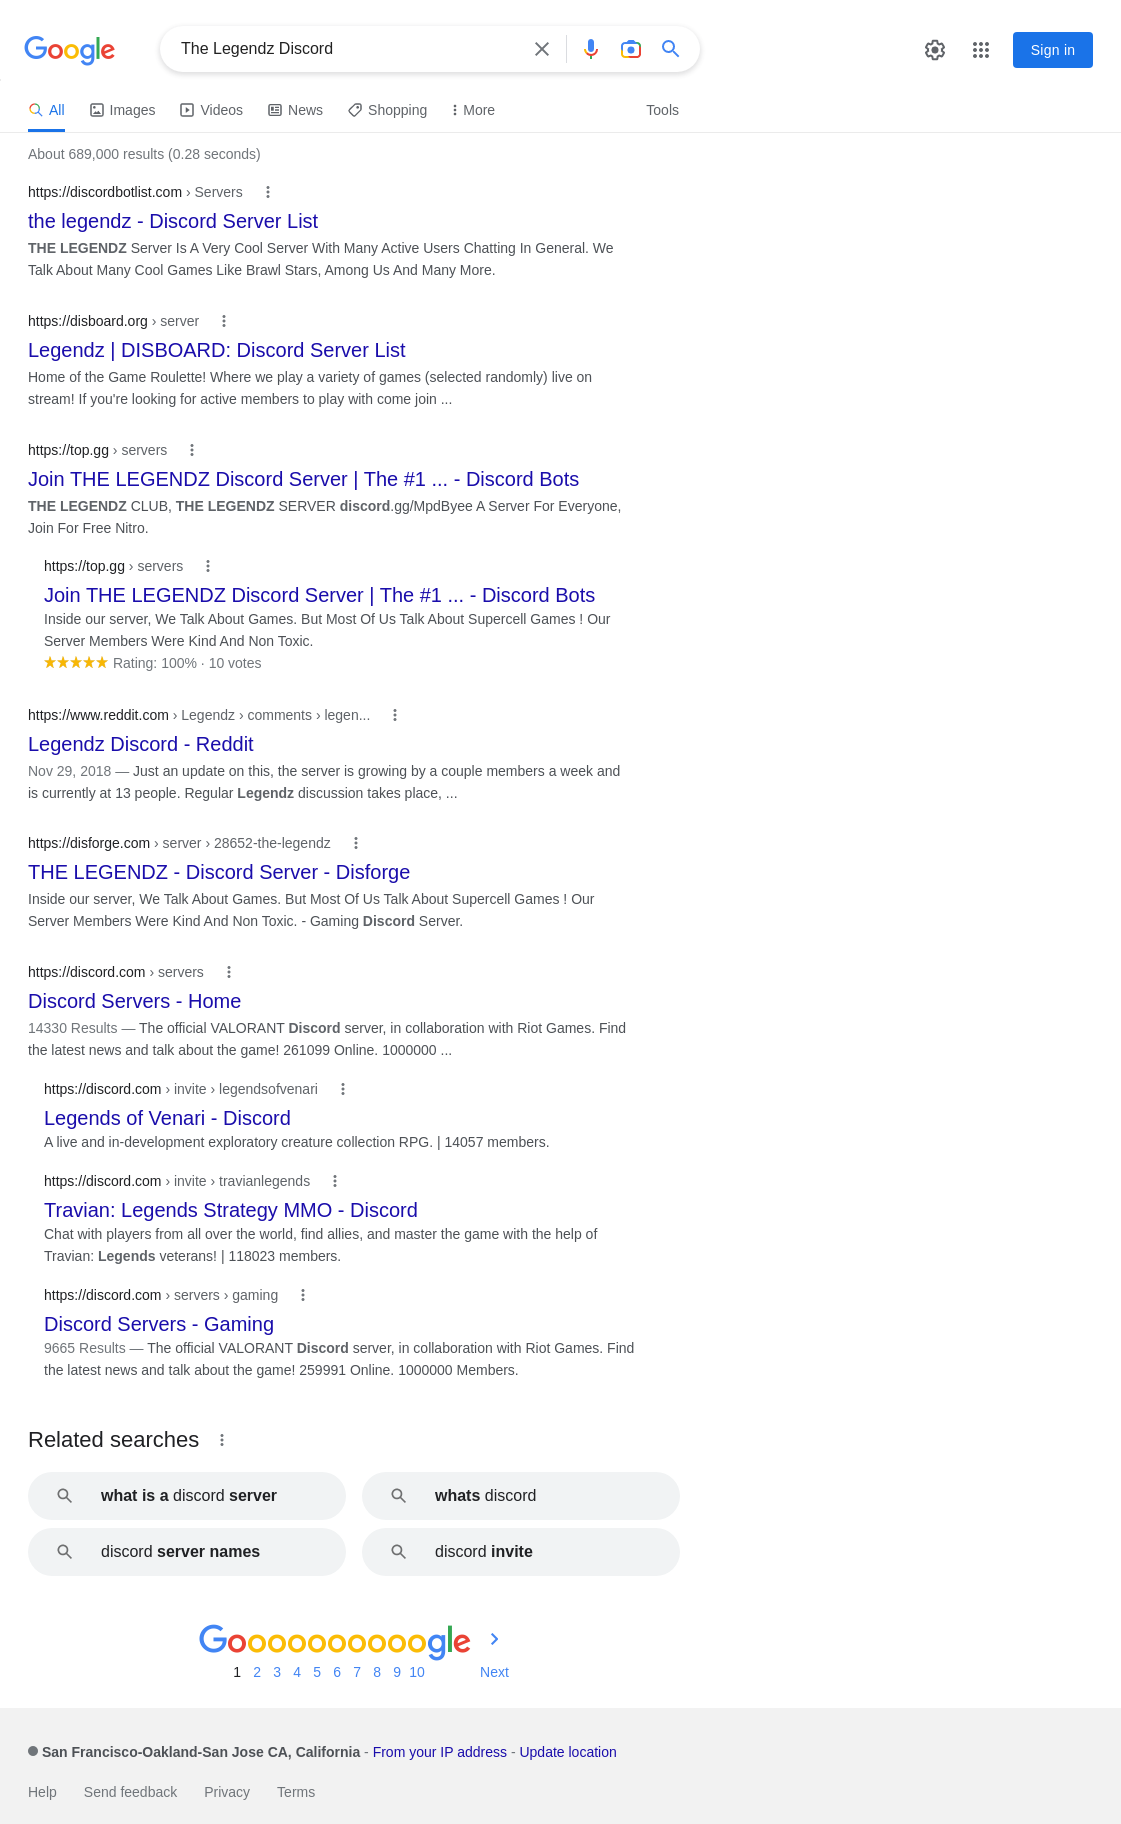 Google
The Legendz Discord
Sign in
All Images Videos News Shopping More Tools
About 689,000 results (0.28 seconds)
https://discordbotlist.com › Servers
the legendz - Discord Server List
THE LEGENDZ Server Is A Very Cool Server With Many Active Users Chatting In General. We
Talk About Many Cool Games Like Brawl Stars, Among Us And Many More.
https://disboard.org › server
Legendz | DISBOARD: Discord Server List
Home of the Game Roulette! Where we play a variety of games (selected randomly) live on
stream! If you're looking for active members to play with come join ...
https://top.gg › servers
Join THE LEGENDZ Discord Server | The #1 ... - Discord Bots
THE LEGENDZ CLUB, THE LEGENDZ SERVER discord.gg/MpdByee A Server For Everyone,
Join For Free Nitro.
https://top.gg › servers
Join THE LEGENDZ Discord Server | The #1 ... - Discord Bots
Inside our server, We Talk About Games. But Most Of Us Talk About Supercell Games ! Our
Server Members Were Kind And Non Toxic.
Rating: 100% · 10 votes
https://www.reddit.com › Legendz › comments › legen...
Legendz Discord - Reddit
Nov 29, 2018 — Just an update on this, the server is growing by a couple members a week and
is currently at 13 people. Regular Legendz discussion takes place, ...
https://disforge.com › server › 28652-the-legendz
THE LEGENDZ - Discord Server - Disforge
Inside our server, We Talk About Games. But Most Of Us Talk About Supercell Games ! Our
Server Members Were Kind And Non Toxic. - Gaming Discord Server.
https://discord.com › servers
Discord Servers - Home
14330 Results — The official VALORANT Discord server, in collaboration with Riot Games. Find
the latest news and talk about the game! 261099 Online. 1000000 ...
https://discord.com › invite › legendsofvenari
Legends of Venari - Discord
A live and in-development exploratory creature collection RPG. | 14057 members.
https://discord.com › invite › travianlegends
Travian: Legends Strategy MMO - Discord
Chat with players from all over the world, find allies, and master the game with the help of
Travian: Legends veterans! | 118023 members.
https://discord.com › servers › gaming
Discord Servers - Gaming
9665 Results — The official VALORANT Discord server, in collaboration with Riot Games. Find
the latest news and talk about the game! 259991 Online. 1000000 Members.
Related searches
what is a discord server
whats discord
discord server names
discord invite
Goooooooooogle
1 2 3 4 5 6 7 8 9 10 Next
San Francisco-Oakland-San Jose CA, California - From your IP address - Update location
Help Send feedback Privacy Terms